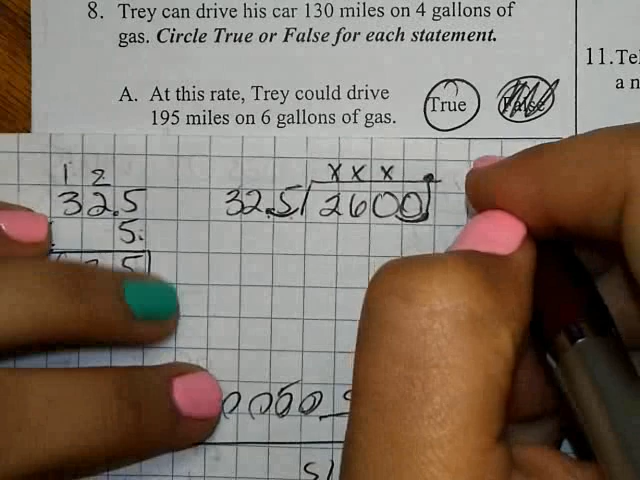 8. Trey can drive his car 130 miles on 4 gallons of
gas. Circle True or False for each statement.
11. Te
a n
A. At this rate, Trey could drive
195 miles on 6 gallons of gas.
True
False
1 2
32.5
5.
x x x
32.5 2600